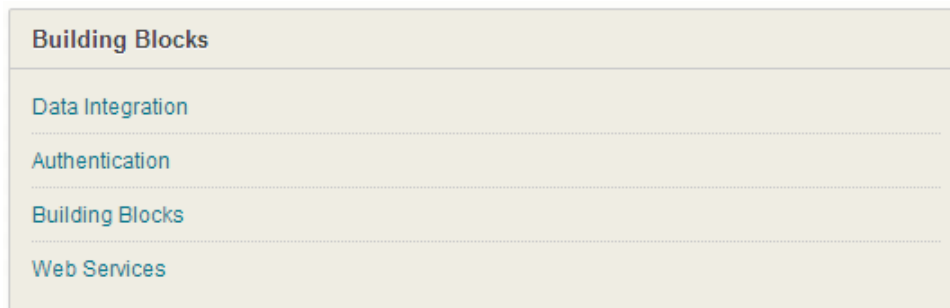 Building Blocks
Data Integration
Authentication
Building Blocks
Web Services